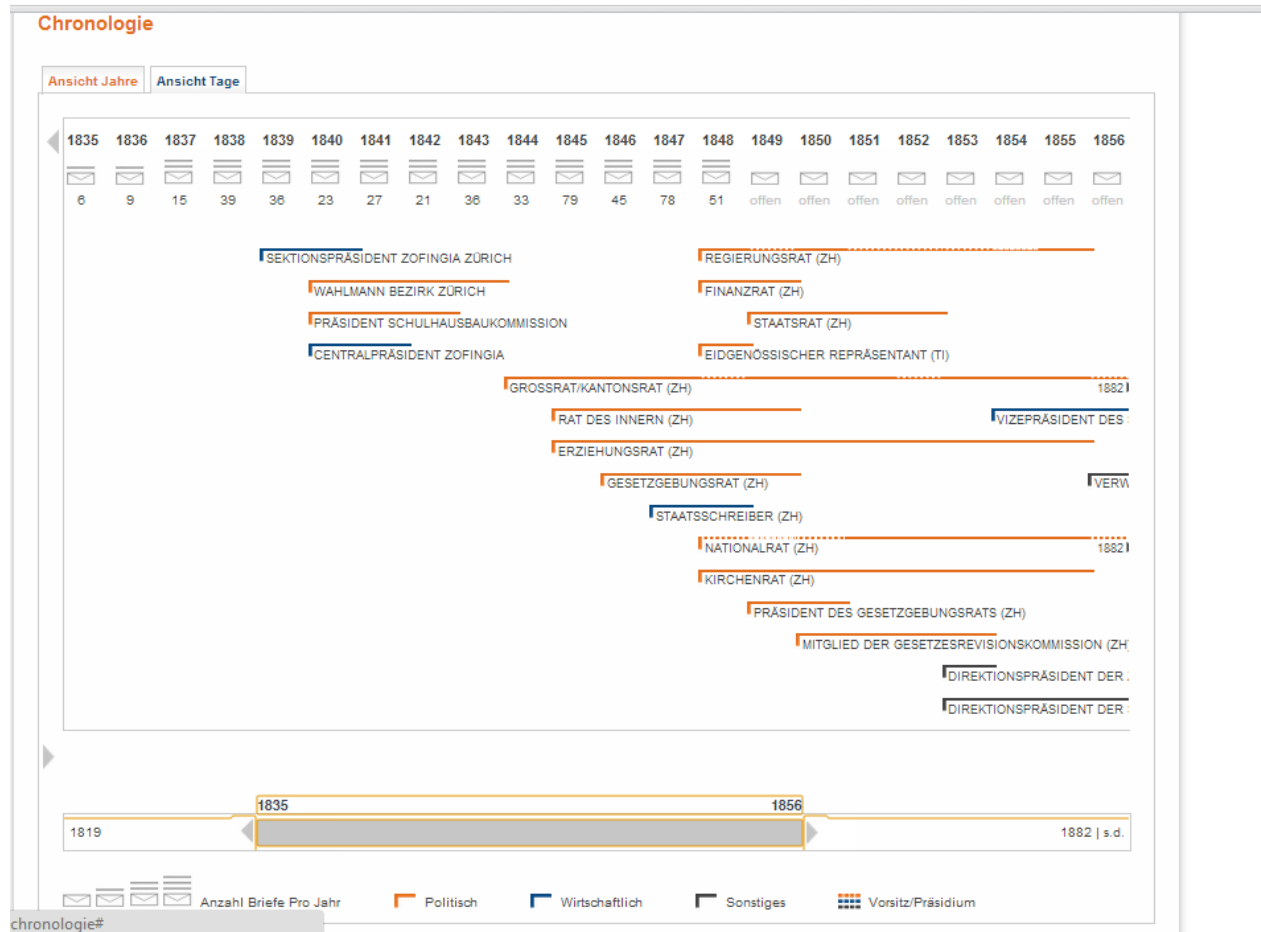 Chronologie
Ansicht Jahre Ansicht Tage
1835 1836 1837 1838 1839 1840 1841 1842 1843 1844 1845 1846 1847 1848 1849 1850 1851 1852 1853 1854 1855 1856
6 9 15 39 36 23 27 21 36 33 79 45 78 51 offen offen offen offen offen offen offen offen
SEKTIONSPRÄSIDENT ZOFINGIA ZÜRICH REGIERUNGSRAT (ZH)
WAHLMANN BEZIRK ZÜRICH FINANZRAT (ZH)
PRÄSIDENT SCHULHAUSBAUKOMMISSION STAATSRAT (ZH)
CENTRALPRÄSIDENT ZOFINGIA EIDGENÖSSISCHER REPRÄSENTANT (TI)
GROSSRAT/KANTONSRAT (ZH) 1882
RAT DES INNERN (ZH) VIZEPRÄSIDENT DES
ERZIEHUNGSRAT (ZH)
GESETZGEBUNGSRAT (ZH) VERW
STAATSSCHREIBER (ZH)
NATIONALRAT (ZH) 1882
KIRCHENRAT (ZH)
PRÄSIDENT DES GESETZGEBUNGSRATS (ZH)
MITGLIED DER GESETZESREVISIONSKOMMISSION (ZH)
DIREKTIONSPRÄSIDENT DER
DIREKTIONSPRÄSIDENT DER
1835 1856
1819 1882 | s.d.
Anzahl Briefe Pro Jahr Politisch Wirtschaftlich Sonstiges Vorsitz/Präsidium
chronologie#